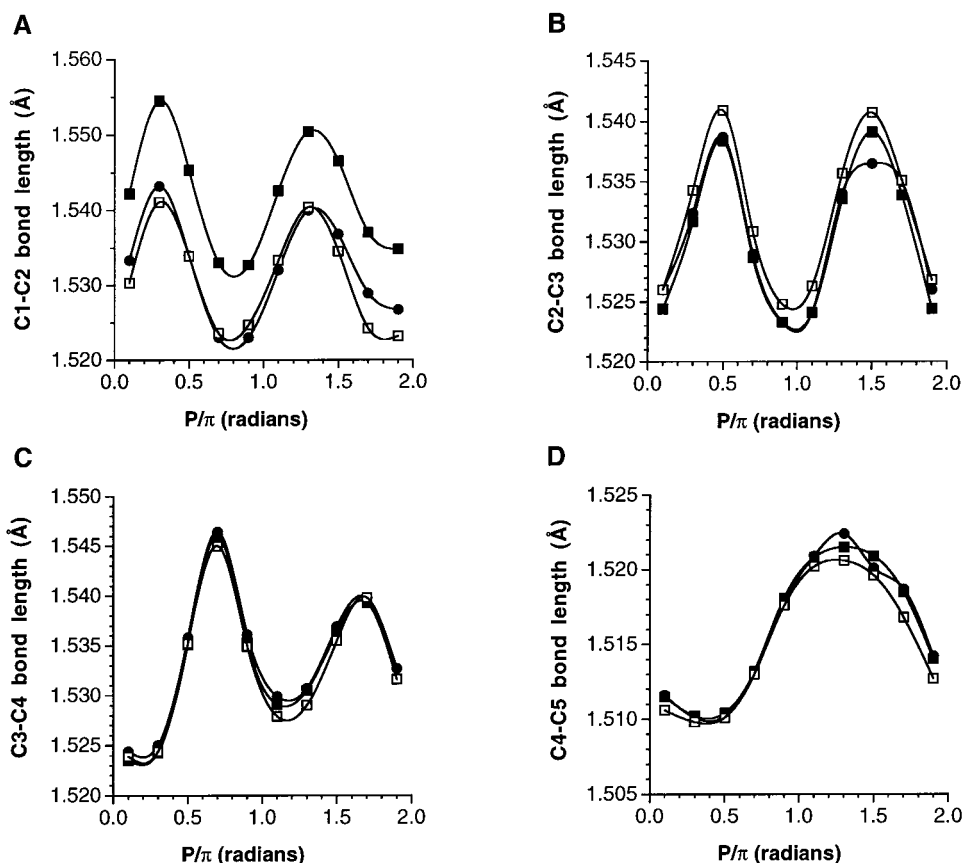 A
C1-C2 bond length (Å)
1.560
1.550
1.540
1.530
1.520
0.0 0.5 1.0 1.5 2.0
P/π (radians)
B
C2-C3 bond length (Å)
1.545
1.540
1.535
1.530
1.525
1.520
0.0 0.5 1.0 1.5 2.0
P/π (radians)
C
C3-C4 bond length (Å)
1.550
1.545
1.540
1.535
1.530
1.525
1.520
0.0 0.5 1.0 1.5 2.0
P/π (radians)
D
C4-C5 bond length (Å)
1.525
1.520
1.515
1.510
1.505
0.0 0.5 1.0 1.5 2.0
P/π (radians)